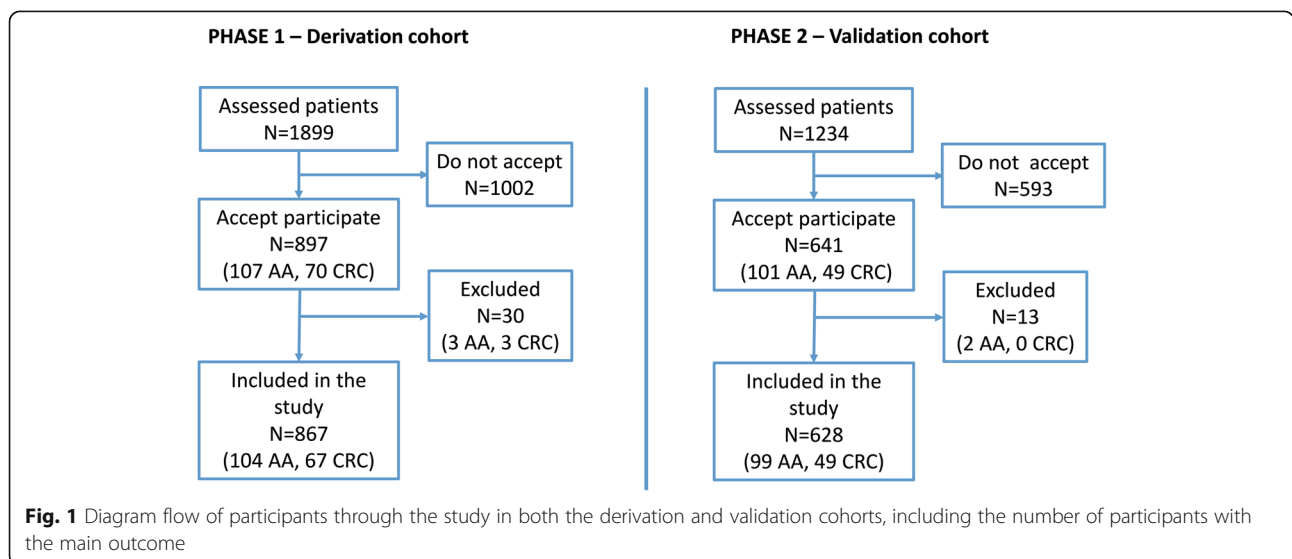 PHASE 1 – Derivation cohort
Assessed patients
N=1899
Do not accept
N=1002
Accept participate
N=897
(107 AA, 70 CRC)
Excluded
N=30
(3 AA, 3 CRC)
Included in the
study
N=867
(104 AA, 67 CRC)
PHASE 2 – Validation cohort
Assessed patients
N=1234
Do not accept
N=593
Accept participate
N=641
(101 AA, 49 CRC)
Excluded
N=13
(2 AA, 0 CRC)
Included in the
study
N=628
(99 AA, 49 CRC)
Fig. 1 Diagram flow of participants through the study in both the derivation and validation cohorts, including the number of participants with
the main outcome